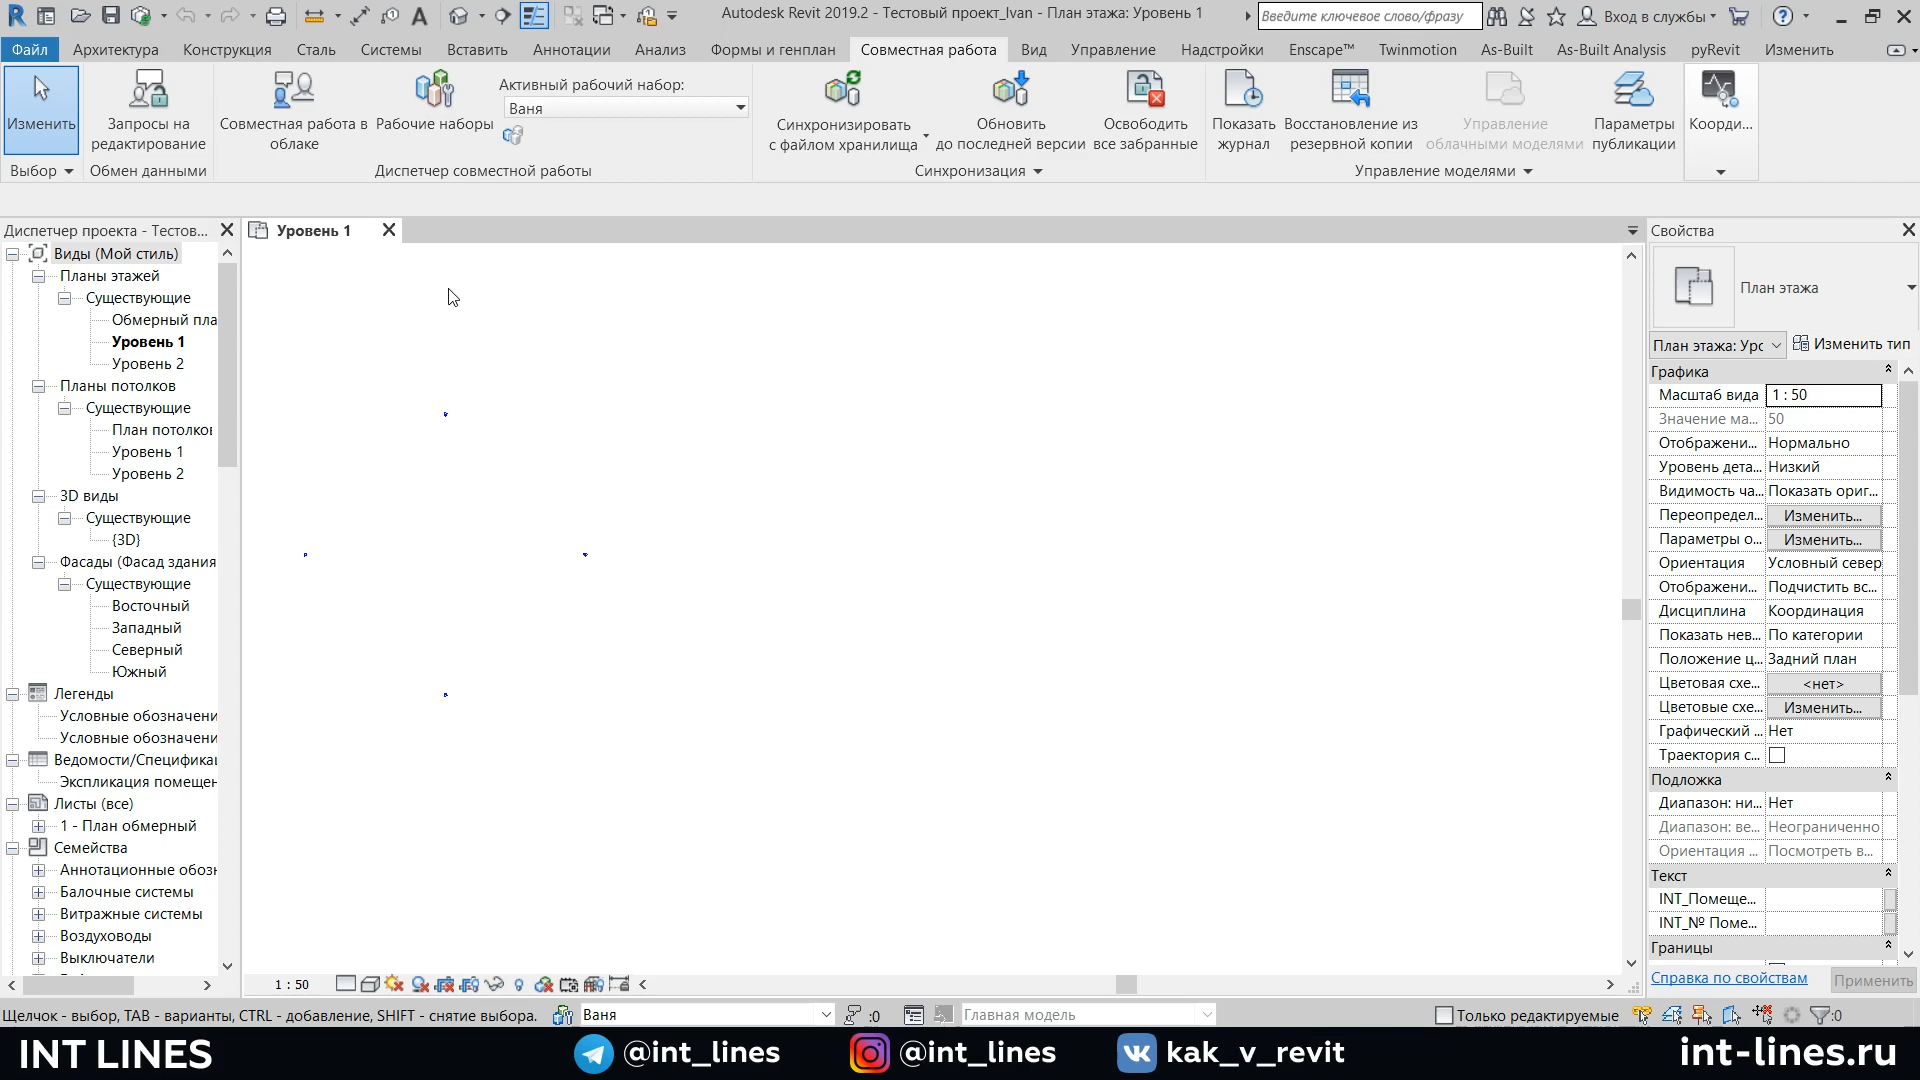 Autodesk Revit 2019.2 - Тестовый проект_Ivan - План этажа: Уровень 1
Введите ключевое слово/фразу
Вход в службы
Файл Архитектура Конструкция Сталь Системы Вставить Аннотации Анализ Формы и генплан Совместная работа Вид Управление Надстройки Enscape™ Twinmotion As-Built As-Built Analysis pyRevit Изменить
Изменить
Запросы на
редактирование
Совместная работа в
облаке
Рабочие наборы
Активный рабочий набор:
Ваня
Синхронизировать
с файлом хранилища
Обновить
до последней версии
Освободить
все забранные
Показать
журнал
Восстановление из
резервной копии
Управление
облачными моделями
Параметры
публикации
Коорди...
Выбор
Обмен данными
Диспетчер совместной работы
Синхронизация
Управление моделями
Диспетчер проекта - Тестов...
Виды (Мой стиль)
Планы этажей
Существующие
Обмерный пла
Уровень 1
Уровень 2
Планы потолков
Существующие
План потолко
Уровень 1
Уровень 2
3D виды
Существующие
{3D}
Фасады (Фасад здания
Существующие
Восточный
Западный
Северный
Южный
Легенды
Условные обозначени
Условные обозначени
Ведомости/Спецификац
Экспликация помещен
Листы (все)
1 - План обмерный
Семейства
Аннотационные обоз
Балочные системы
Витражные системы
Воздуховоды
Выключатели
Уровень 1
1 : 50
Свойства
План этажа
План этажа: Урс
Изменить тип
Графика
Масштаб вида 1 : 50
Значение ма... 50
Отображени... Нормально
Уровень дета... Низкий
Видимость ча... Показать ориг...
Переопредел... Изменить...
Параметры о... Изменить...
Ориентация Условный север
Отображени... Подчистить вс...
Дисциплина Координация
Показать нев... По категории
Положение ц... Задний план
Цветовая схе... <нет>
Цветовые схе... Изменить...
Графический ... Нет
Траектория с...
Подложка
Диапазон: ни... Нет
Диапазон: ве... Неограниченно
Ориентация ... Посмотреть в...
Текст
INT_Помеще...
INT_№ Поме...
Границы
Справка по свойствам
Применить
Щелчок - выбор, TAB - варианты, CTRL - добавление, SHIFT - снятие выбора.
Ваня
:0
Главная модель
Только редактируемые
:0
INT LINES
@int_lines
@int_lines
kak_v_revit
int-lines.ru